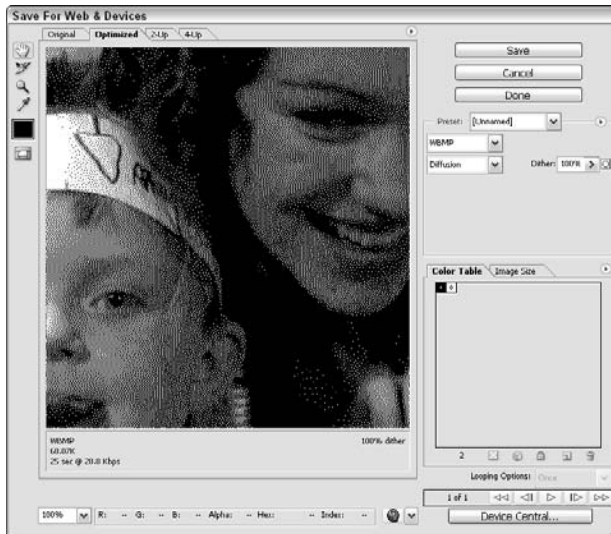 Save For Web & Devices
Original Optimized 2-Up 4-Up
Save
Cancel
Done
Preset: [Unnamed]
WBMP
Diffusion Dither: 100%
Color Table Image Size
2
WBMP 100% dither
60.07K
25 sec @ 28.8 Kbps
Looping Options: Once
1 of 1
100% R: -- G: -- B: -- Alpha: -- Hex: -- Index: --
Device Central...